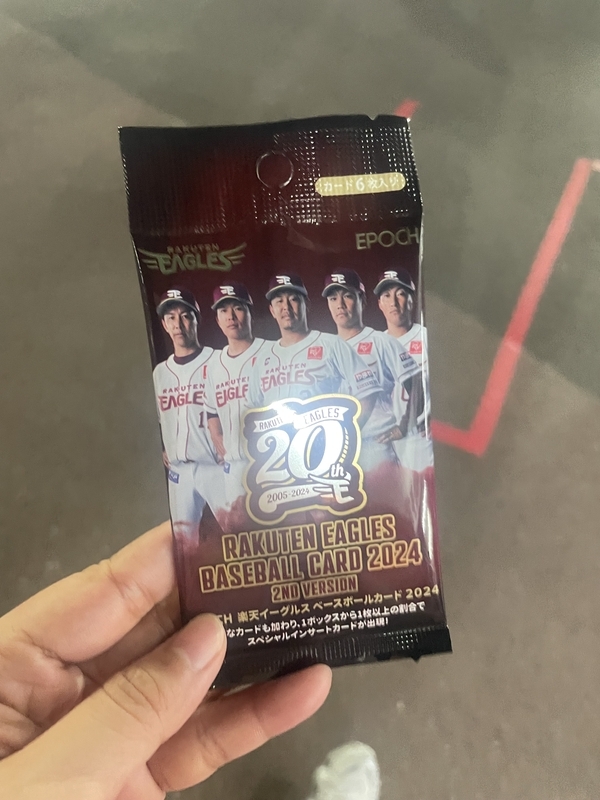 カード6枚入り
EPOCH
RAKUTEN
EAGLES
RAKUTEN
EAGLES
1
RAKUTEN
EAGLES
20th
2005-2024
RAKUTEN EAGLES
BASEBALL CARD 2024
2ND VERSION
CH 楽天イーグルス ベースボールカード 2024
なカードも加わり、1ボックスから1枚以上の割合で
スペシャルインサートカードが出現!